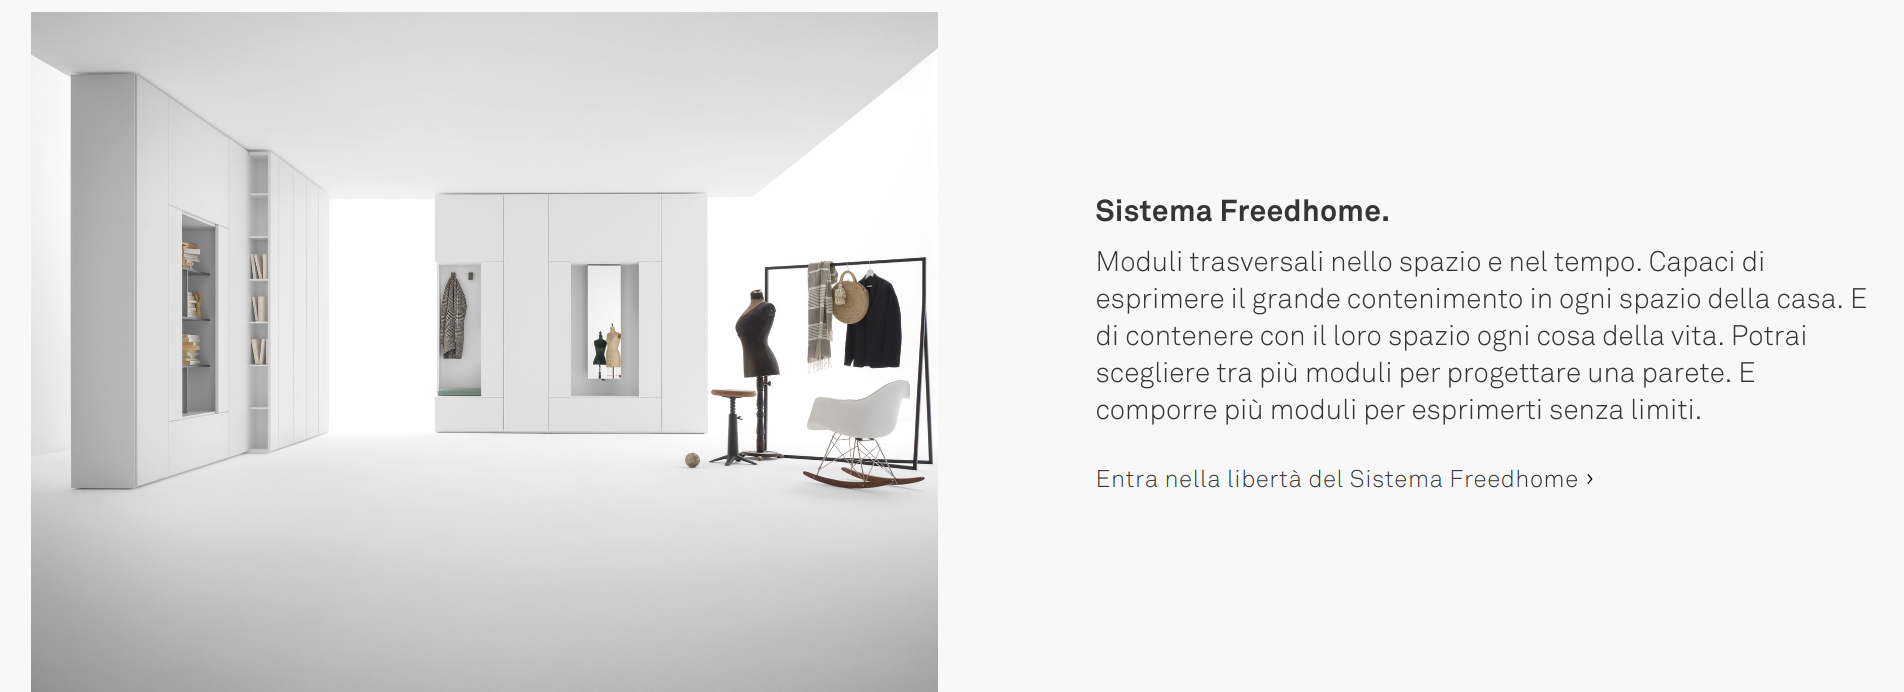 Sistema Freedhome.
Moduli trasversali nello spazio e nel tempo. Capaci di
esprimere il grande contenimento in ogni spazio della casa. E
di contenere con il loro spazio ogni cosa della vita. Potrai
scegliere tra più moduli per progettare una parete. E
comporre più moduli per esprimerti senza limiti.
Entra nella libertà del Sistema Freedhome ›